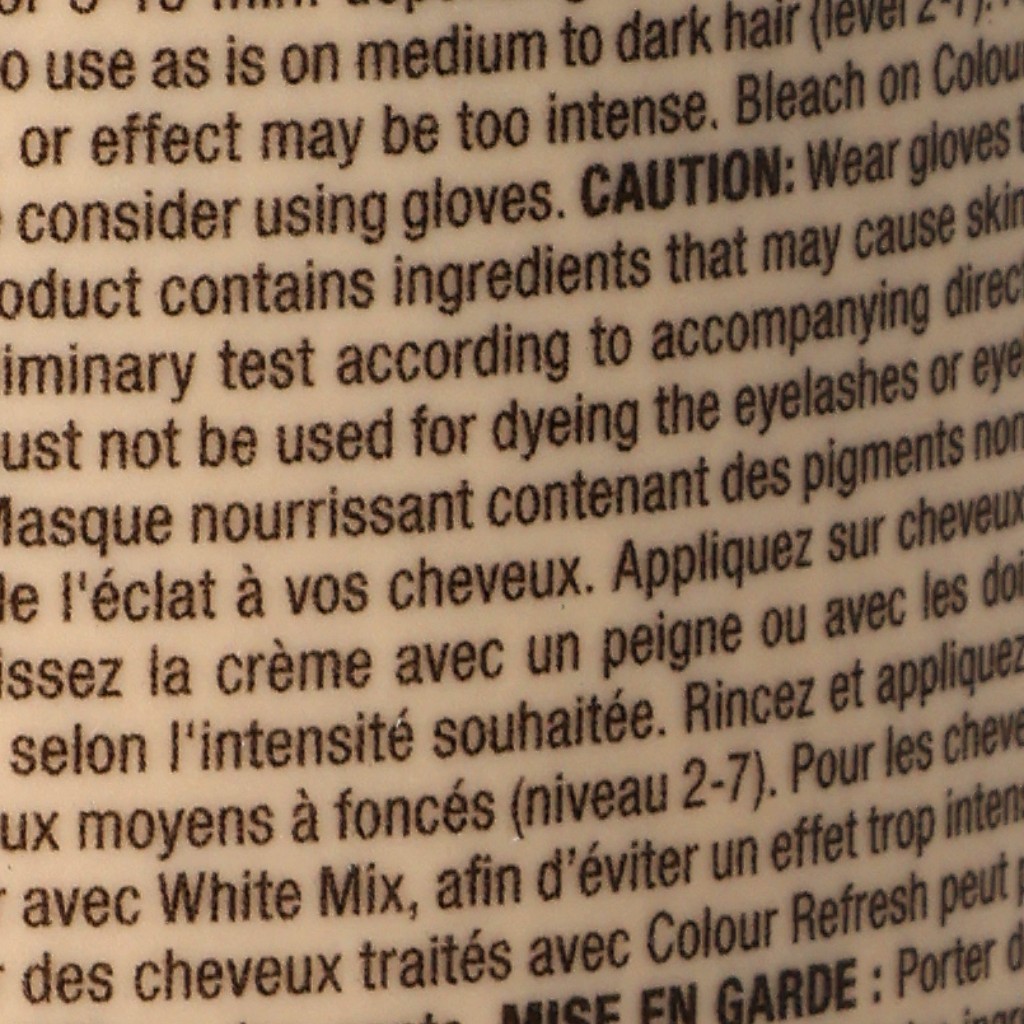 use as is on medium to dark hair (level 2-7).
or effect may be too intense. Bleach on Colou
consider using gloves. CAUTION: Wear gloves
oduct contains ingredients that may cause skin
iminary test according to accompanying direct
ust not be used for dyeing the eyelashes or eye
Masque nourrissant contenant des pigments non
de l'éclat à vos cheveux. Appliquez sur cheveux
issez la crème avec un peigne ou avec les doi
selon l'intensité souhaitée. Rincez et appliquez
ux moyens à foncés (niveau 2-7). Pour les cheve
avec White Mix, afin d'éviter un effet trop intens
des cheveux traités avec Colour Refresh peut
MISE EN GARDE : Porter d